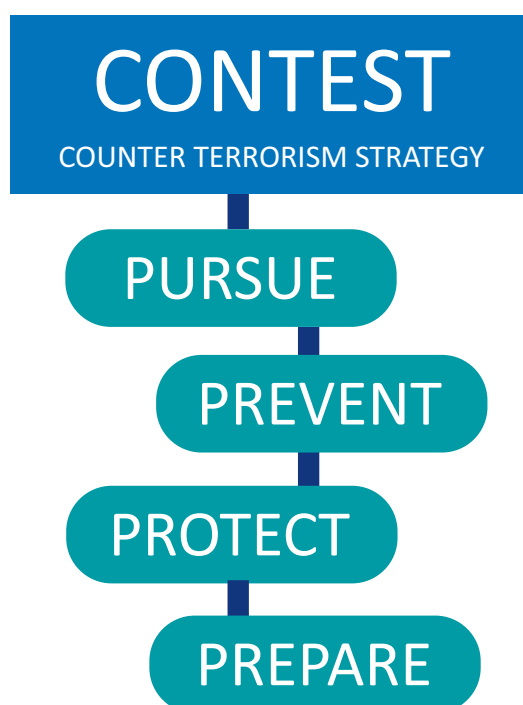 CONTEST
COUNTER TERRORISM STRATEGY
PURSUE
PREVENT
PROTECT
PREPARE